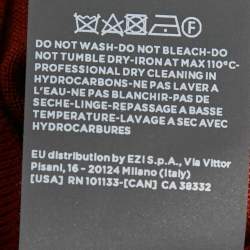 DO NOT WASH-DO NOT BLEACH-DO
NOT TUMBLE DRY-IRON AT MAX 110°C-
PROFESSIONAL DRY CLEANING IN
HYDROCARBONS-NE PAS LAVER A
L'EAU-NE PAS BLANCHIR-PAS DE
SECHE-LINGE-REPASSAGE A BASSE
TEMPERATURE-LAVAGE A SEC AVEC
HYDROCARBURES
EU distribution by EZI S.p.A., Via Vittor
Pisani, 16 - 20124 Milano (Italy)
[USA] RN 101133-[CAN] CA 38332